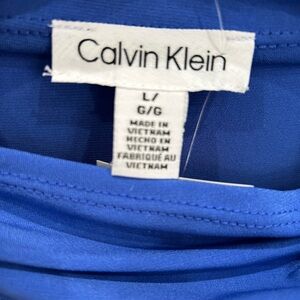 Calvin Klein
L/
G/G
MADE IN
VIETNAM
HECHO EN
VIETNAM
FABRIQUÉ AU
VIETNAM